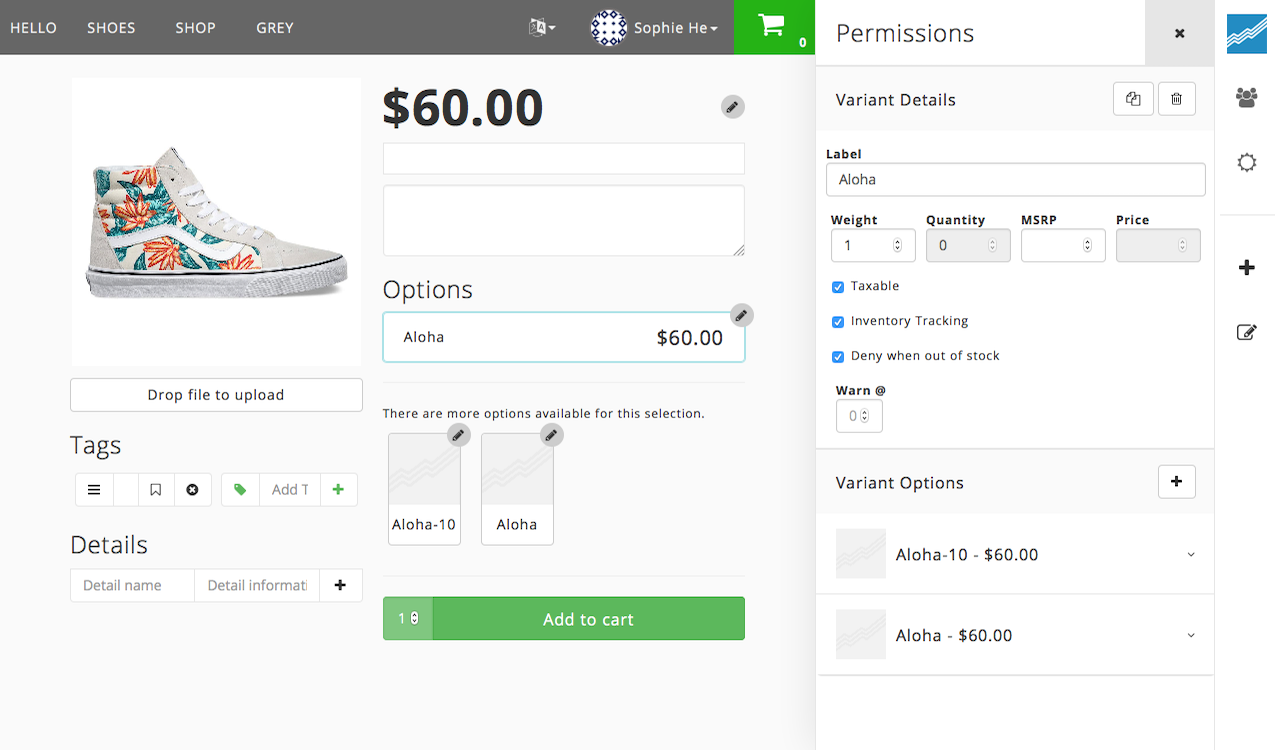 HELLO SHOES SHOP GREY Sophie He 0
$60.00
Options
Aloha $60.00
There are more options available for this selection.
Aloha-10 Aloha
1 Add to cart
Drop file to upload
Tags
Add T
Details
Detail name Detail informati
Permissions
Variant Details
Label
Aloha
Weight Quantity MSRP Price
1 0
Taxable
Inventory Tracking
Deny when out of stock
Warn @
0
Variant Options
Aloha-10 - $60.00
Aloha - $60.00